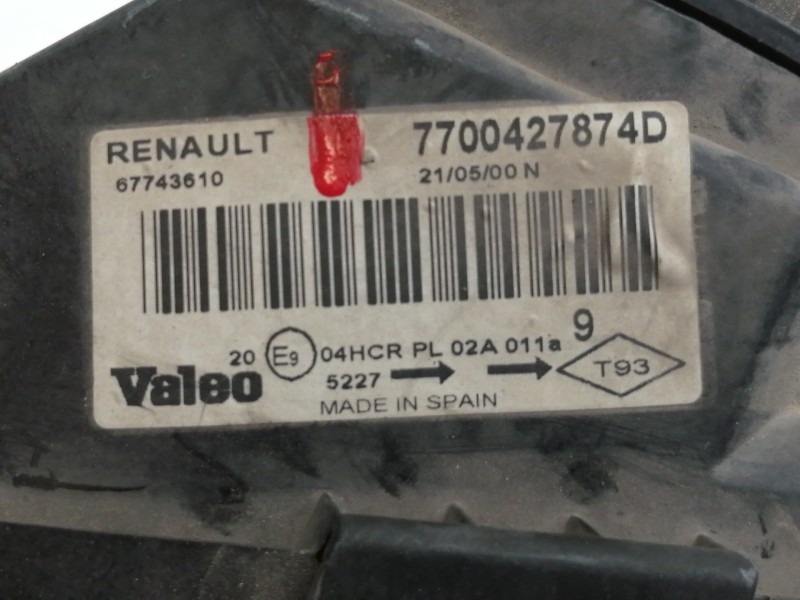 RENAULT 7700427874D
67743610 21/05/00 N
9
20 E9 04HCR PL 02A 011a
Valeo 5227 T93
MADE IN SPAIN